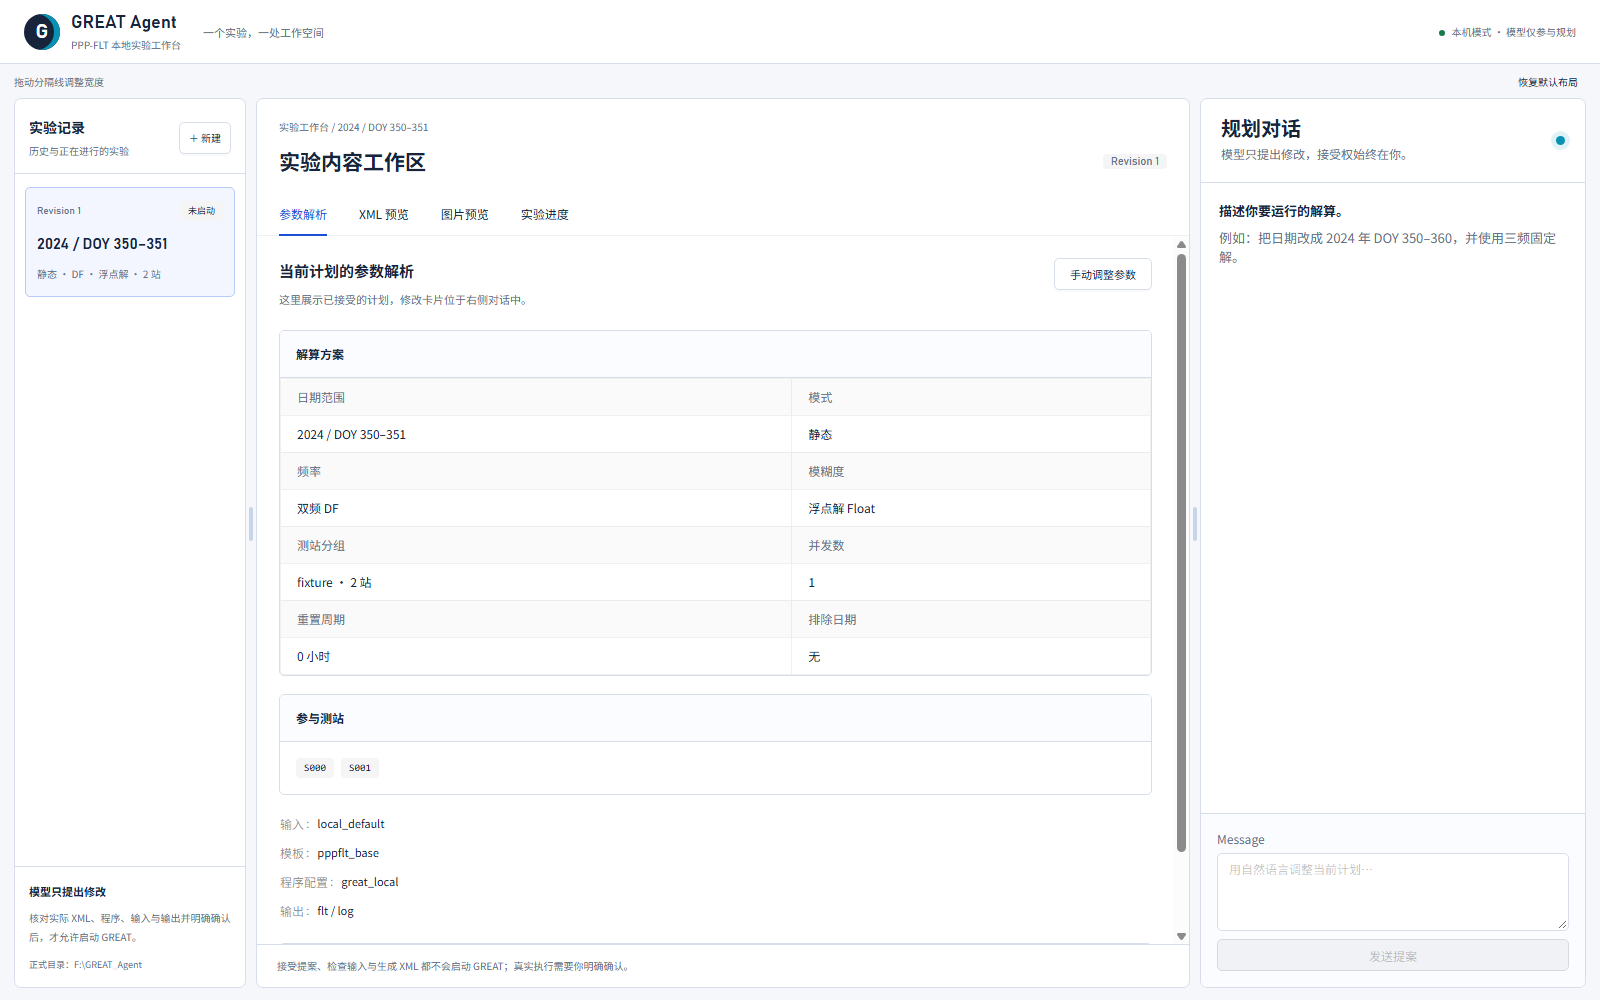 G
GREAT Agent
PPP-FLT 本地实验工作台
一个实验，一处工作空间
本机模式 · 模型仅参与规划
拖动分隔线调整宽度
恢复默认布局
实验记录
历史与正在进行的实验
+ 新建
Revision 1
未启动
2024 / DOY 350–351
静态 · DF · 浮点解 · 2 站
模型只提出修改
核对实际 XML、程序、输入与输出并明确确认
后，才允许启动 GREAT。
正式目录：F:\GREAT_Agent
实验工作台 / 2024 / DOY 350–351
实验内容工作区
Revision 1
参数解析
XML 预览
图片预览
实验进度
当前计划的参数解析
这里展示已接受的计划，修改卡片位于右侧对话中。
手动调整参数
解算方案
日期范围
模式
2024 / DOY 350–351
静态
频率
模糊度
双频 DF
浮点解 Float
测站分组
并发数
fixture · 2 站
1
重置周期
排除日期
0 小时
无
参与测站
S000
S001
输入：local_default
模板：pppflt_base
程序配置：great_local
输出：flt / log
接受提案、检查输入与生成 XML 都不会启动 GREAT；真实执行需要你明确确认。
规划对话
模型只提出修改，接受权始终在你。
描述你要运行的解算。
例如：把日期改成 2024 年 DOY 350–360，并使用三频固定
解。
Message
用自然语言调整当前计划…
发送提案